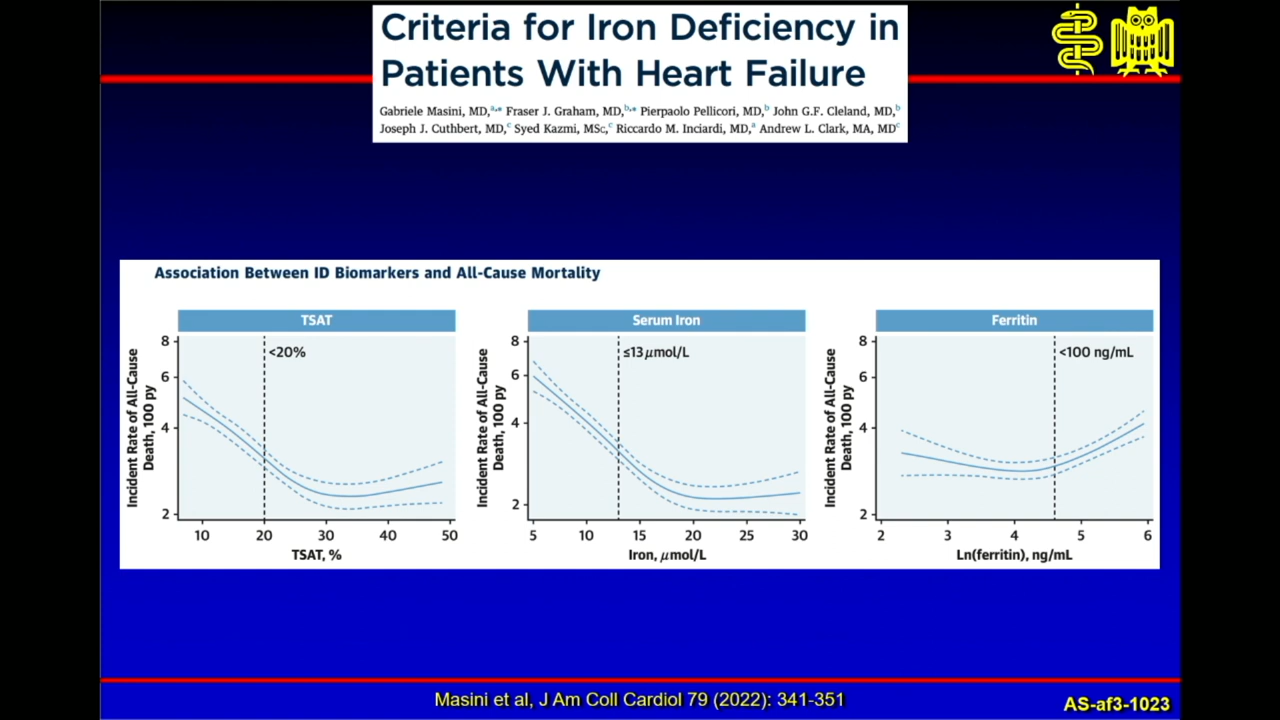 Criteria for Iron Deficiency in
Patients With Heart Failure
Gabriele Masini, MD,a,* Fraser J. Graham, MD,b,* Pierpaolo Pellicori, MD,b John G.F. Cleland, MD,b
Joseph J. Cuthbert, MD,c Syed Kazmi, MSc,c Riccardo M. Inciardi, MD,a Andrew L. Clark, MA, MDc
Association Between ID Biomarkers and All-Cause Mortality
TSAT
Incident Rate of All-Cause
Death, 100 py
8
6
4
2
<20%
10 20 30 40 50
TSAT, %
Serum Iron
Incident Rate of All-Cause
Death, 100 py
8
6
4
2
≤13 μmol/L
5 10 15 20 25 30
Iron, μmol/L
Ferritin
Incident Rate of All-Cause
Death, 100 py
8
6
4
2
<100 ng/mL
2 3 4 5 6
Ln(ferritin), ng/mL
Masini et al, J Am Coll Cardiol 79 (2022): 341-351
AS-af3-1023